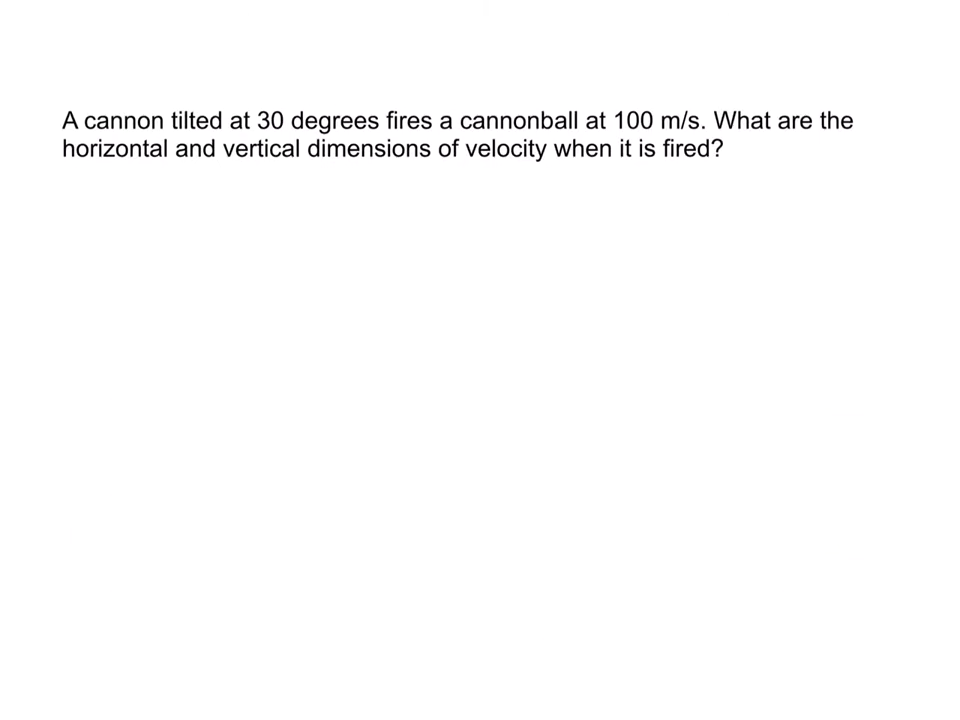 A cannon tilted at 30 degrees fires a cannonball at 100 m/s. What are the
horizontal and vertical dimensions of velocity when it is fired?